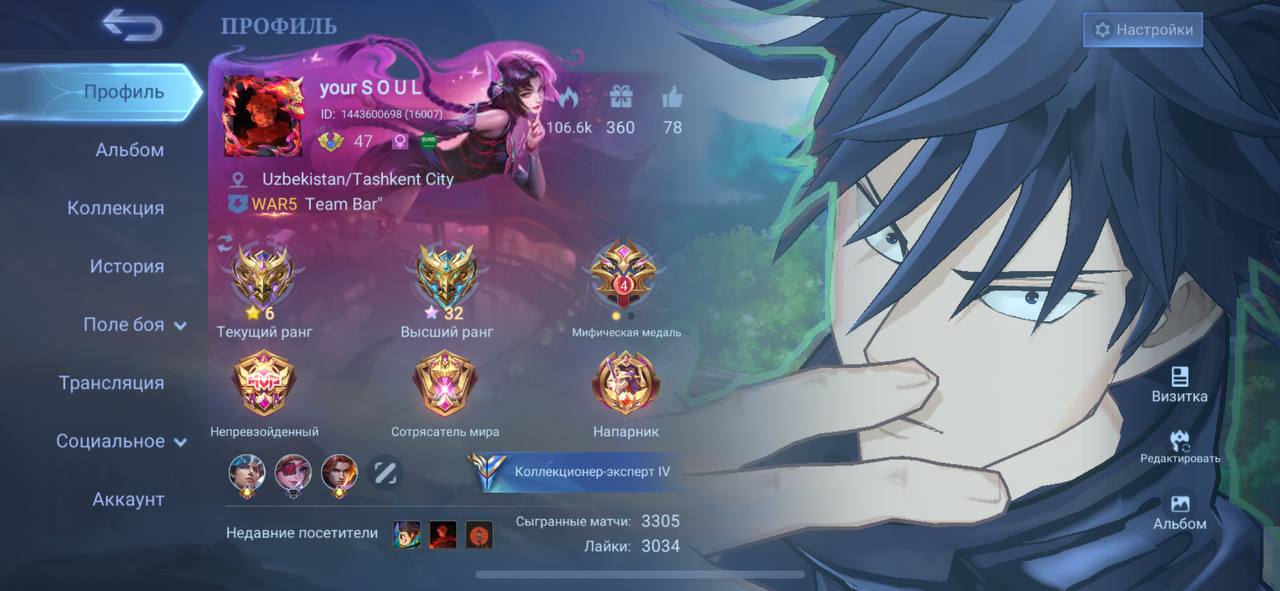 ПРОФИЛЬ
Настройки
Профиль
Альбом
Коллекция
История
Поле боя
Трансляция
Социальное
Аккаунт
your S O U L
ID: 1443600698 (16007)
47
106.6k 360 78
Uzbekistan/Tashkent City
WAR5 Team Bar"
6
32
4
Текущий ранг
Высший ранг
Мифическая медаль
Непревзойденный
Сотрясатель мира
Напарник
Коллекционер-эксперт IV
Недавние посетители
Сыгранные матчи: 3305
Лайки: 3034
Визитка
Редактировать
Альбом